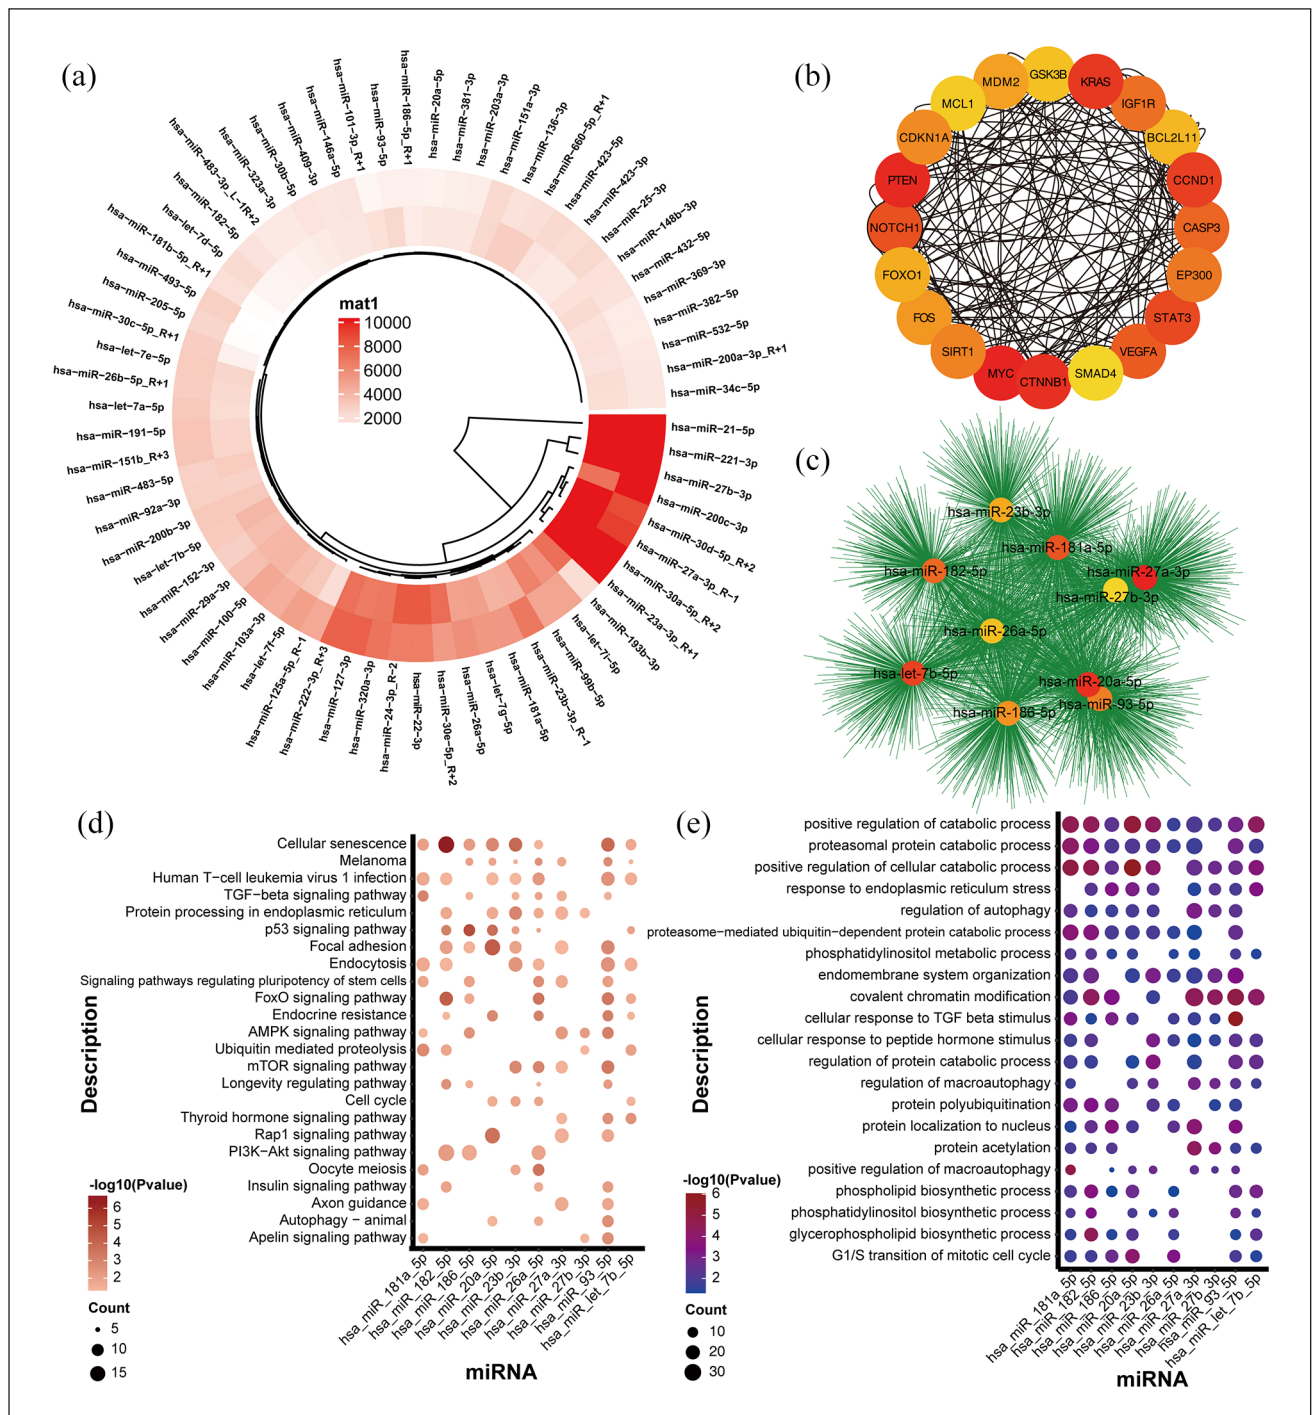 (a)
hsa−miR−186−5p_R+1
hsa−miR−20a−5p
hsa−miR−381−3p
hsa−miR−203a−3p
hsa−miR−151a−3p
hsa−miR−136−3p
hsa−miR−660−5p_R+1
hsa−miR−423−5p
hsa−miR−423−3p
hsa−miR−25−3p
hsa−miR−148b−3p
hsa−miR−432−5p
hsa−miR−369−3p
hsa−miR−382−5p
hsa−miR−532−5p
hsa−miR−200a−3p_R+1
hsa−miR−34c−5p
hsa−miR−21−5p
hsa−miR−221−3p
hsa−miR−27b−3p
hsa−miR−200c−3p
hsa−miR−30d−5p_R+2
hsa−miR−27a−3p_R−1
hsa−miR−30a−5p_R+2
hsa−miR−23a−3p_R+1
hsa−miR−193b−3p
hsa−let−7i−5p
hsa−miR−99b−5p
hsa−miR−23b−3p_R−1
hsa−miR−181a−5p
hsa−let−7g−5p
hsa−miR−26a−5p
hsa−miR−30e−5p_R+2
hsa−miR−22−3p
hsa−miR−24−3p_R−2
hsa−miR−320a−3p
hsa−miR−127−3p
hsa−miR−222−3p_R+3
hsa−miR−125a−5p_R−1
hsa−let−7f−5p
hsa−miR−103a−3p
hsa−miR−100−5p
hsa−miR−29a−3p
hsa−miR−152−3p
hsa−let−7b−5p
hsa−miR−200b−3p
hsa−miR−92a−3p
hsa−miR−483−5p
hsa−miR−151b_R+3
hsa−miR−191−5p
hsa−let−7a−5p
hsa−miR−26b−5p_R+1
hsa−let−7e−5p
hsa−miR−30c−5p_R+1
hsa−miR−205−5p
hsa−miR−493−5p
hsa−miR−181b−5p_R+1
hsa−let−7d−5p
hsa−miR−182−5p
hsa−miR−483−3p_L−1R+2
hsa−miR−323a−3p
hsa−miR−30b−5p
hsa−miR−409−3p
hsa−miR−146a−5p
hsa−miR−101−3p_R+1
hsa−miR−93−5p
mat1
10000
8000
6000
4000
2000
(b)
GSK3B
KRAS
IGF1R
BCL2L11
CCND1
CASP3
EP300
STAT3
VEGFA
SMAD4
CTNNB1
MYC
SIRT1
FOS
FOXO1
NOTCH1
PTEN
CDKN1A
MCL1
MDM2
(c)
hsa-miR-23b-3p
hsa-miR-181a-5p
hsa-miR-182-5p
hsa-miR-27a-3p
hsa-miR-27b-3p
hsa-miR-26a-5p
hsa-let-7b-5p
hsa-miR-20a-5p
hsa-miR-93-5p
hsa-miR-186-5p
(d)
Cellular senescence
Melanoma
Human T−cell leukemia virus 1 infection
TGF−beta signaling pathway
Protein processing in endoplasmic reticulum
p53 signaling pathway
Focal adhesion
Endocytosis
Signaling pathways regulating pluripotency of stem cells
FoxO signaling pathway
Endocrine resistance
AMPK signaling pathway
Ubiquitin mediated proteolysis
mTOR signaling pathway
Longevity regulating pathway
Cell cycle
Thyroid hormone signaling pathway
Rap1 signaling pathway
PI3K−Akt signaling pathway
Oocyte meiosis
Insulin signaling pathway
Axon guidance
Autophagy − animal
Apelin signaling pathway
Description
-log10(Pvalue)
6
5
4
3
2
Count
5
10
15
hsa_miR_181a_5p
hsa_miR_182_5p
hsa_miR_186_5p
hsa_miR_20a_5p
hsa_miR_23b_3p
hsa_miR_26a_5p
hsa_miR_27a_3p
hsa_miR_27b_3p
hsa_miR_93_5p
hsa_miR_let_7b_5p
miRNA
(e)
positive regulation of catabolic process
proteasomal protein catabolic process
positive regulation of cellular catabolic process
response to endoplasmic reticulum stress
regulation of autophagy
proteasome−mediated ubiquitin−dependent protein catabolic process
phosphatidylinositol metabolic process
endomembrane system organization
covalent chromatin modification
cellular response to TGF beta stimulus
cellular response to peptide hormone stimulus
regulation of protein catabolic process
regulation of macroautophagy
protein polyubiquitination
protein localization to nucleus
protein acetylation
positive regulation of macroautophagy
phospholipid biosynthetic process
phosphatidylinositol biosynthetic process
glycerophospholipid biosynthetic process
G1/S transition of mitotic cell cycle
Description
-log10(Pvalue)
6
5
4
3
2
Count
10
20
30
hsa_miR_181a_5p
hsa_miR_182_5p
hsa_miR_186_5p
hsa_miR_20a_5p
hsa_miR_23b_3p
hsa_miR_26a_5p
hsa_miR_27a_3p
hsa_miR_27b_3p
hsa_miR_93_5p
hsa_miR_let_7b_5p
miRNA